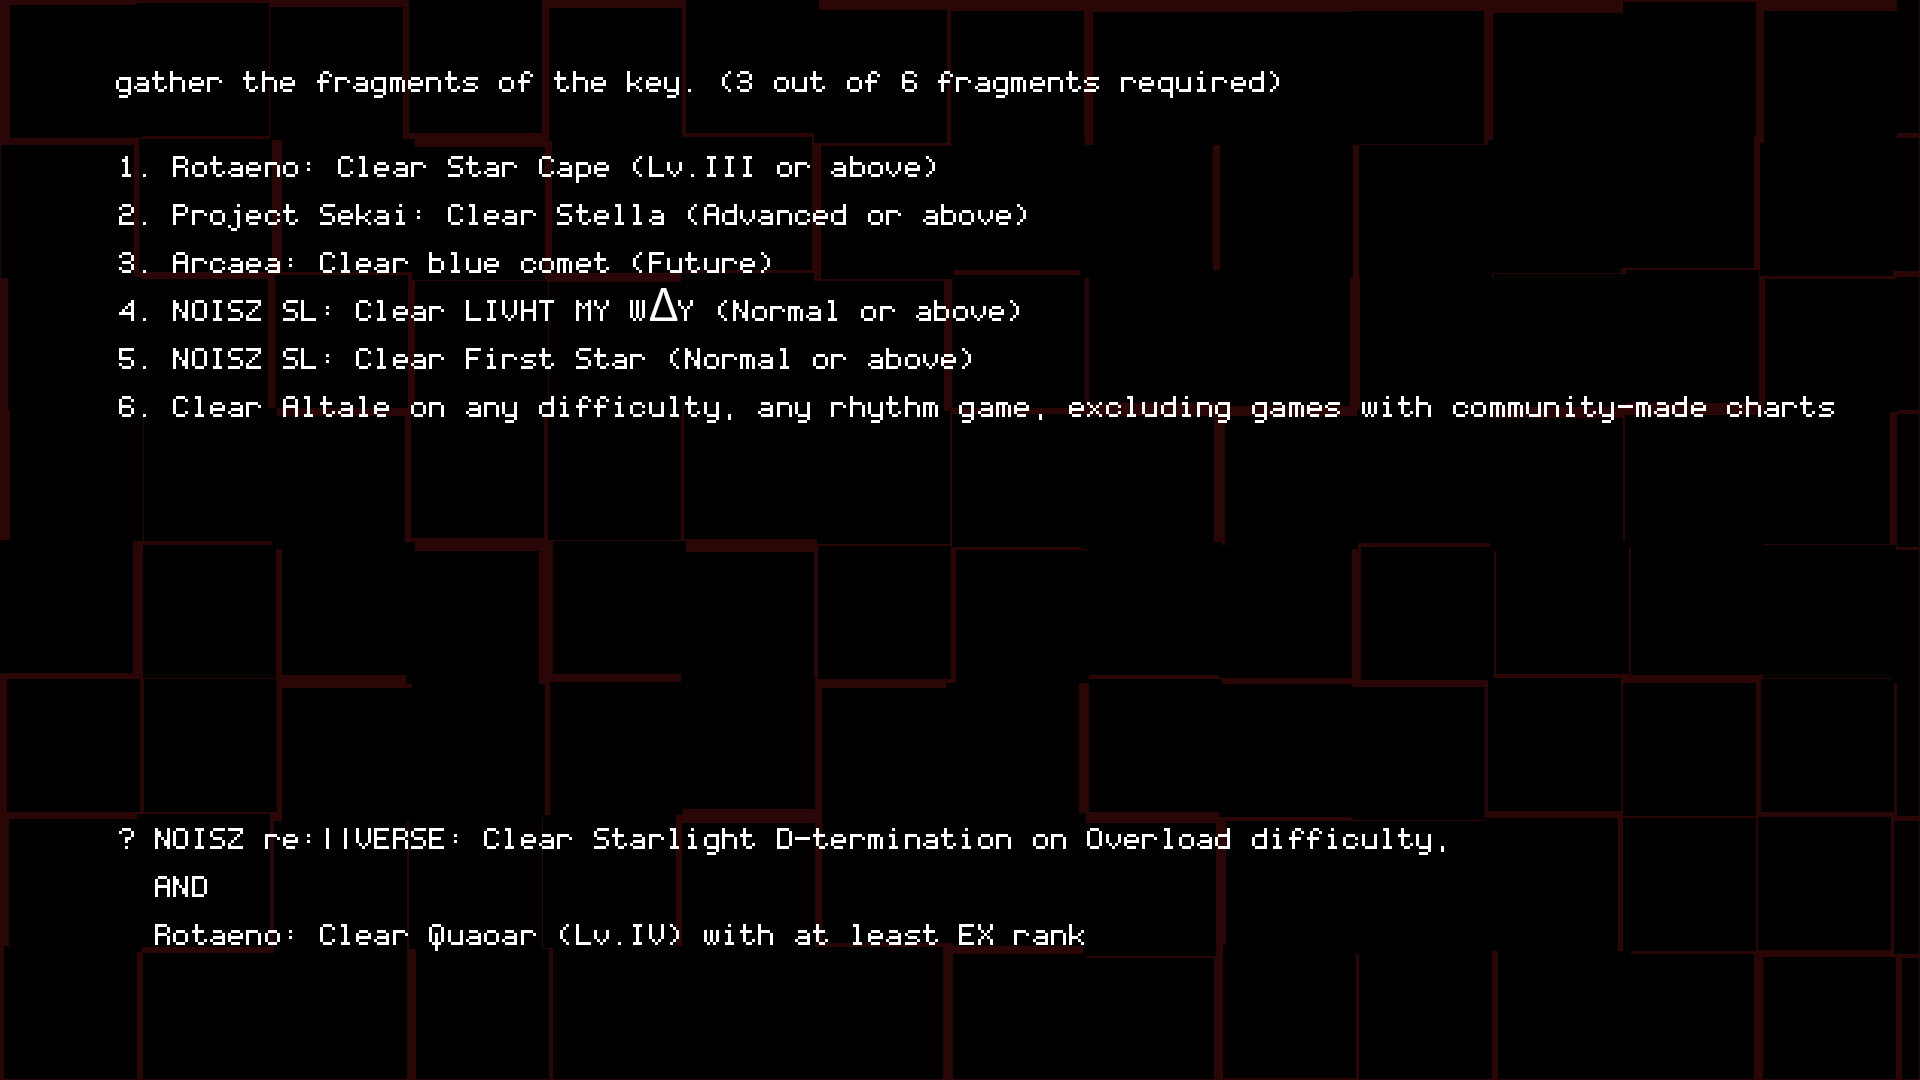 gather the fragments of the key. (3 out of 6 fragments required)
1. Rotaeno: Clear Star Cape (Lv.III or above)
2. Project Sekai: Clear Stella (Advanced or above)
3. Arcaea: Clear blue comet (Future)
4. NOISZ SL: Clear LIVHT MY WΔY (Normal or above)
5. NOISZ SL: Clear First Star (Normal or above)
6. Clear Altale on any difficulty, any rhythm game, excluding games with community-made charts
? NOISZ re:||VERSE: Clear Starlight D-termination on Overload difficulty,
AND
Rotaeno: Clear Quaoar (Lv.IV) with at least EX rank